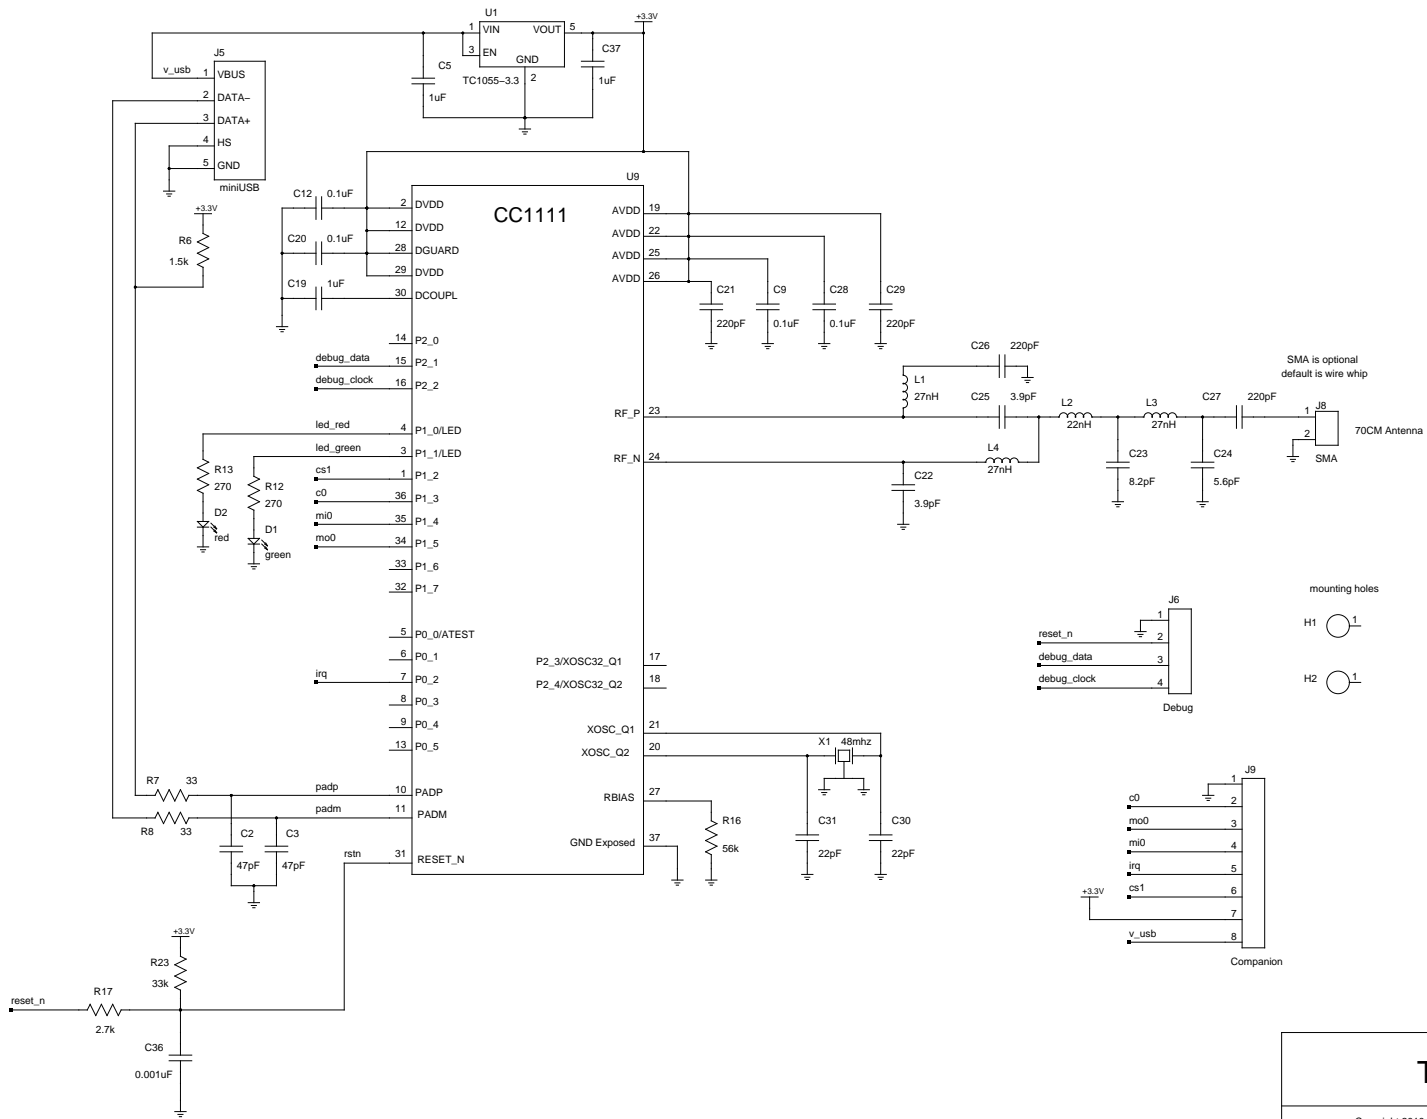 U1
+3.3V
1 VIN VOUT 5
3 EN
GND
2
TC1055–3.3
C5
1uF
C37
1uF
J5
v_usb 1 VBUS
2 DATA–
3 DATA+
4 HS
5 GND
miniUSB
+3.3V
R6
1.5k
U9
CC1111
C12 0.1uF
C20 0.1uF
C19 1uF
2 DVDD
12 DVDD
28 DGUARD
29 DVDD
30 DCOUPL
14 P2_0
debug_data 15 P2_1
debug_clock 16 P2_2
led_red 4 P1_0/LED
led_green 3 P1_1/LED
cs1 1 P1_2
c0 36 P1_3
mi0 35 P1_4
mo0 34 P1_5
33 P1_6
32 P1_7
5 P0_0/ATEST
6 P0_1
irq 7 P0_2
8 P0_3
9 P0_4
13 P0_5
padp 10 PADP
padm 11 PADM
rstn 31 RESET_N
R13
270
D2
red
R12
270
D1
green
R7 33
R8 33
C2
47pF
C3
47pF
+3.3V
R23
33k
reset_n
R17
2.7k
C36
0.001uF
AVDD 19
AVDD 22
AVDD 25
AVDD 26
RF_P 23
RF_N 24
P2_3/XOSC32_Q1 17
P2_4/XOSC32_Q2 18
XOSC_Q1 21
XOSC_Q2 20
RBIAS 27
GND Exposed 37
C21
220pF
C9
0.1uF
C28
0.1uF
C29
220pF
C26 220pF
L1
27nH
C25 3.9pF
L4
27nH
C22
3.9pF
L2
22nH
C23
8.2pF
L3
27nH
C24
5.6pF
C27 220pF
SMA is optional
default is wire whip
J8
1
2
SMA
70CM Antenna
X1 48mhz
R16
56k
C31
22pF
C30
22pF
J6
1
reset_n 2
debug_data 3
debug_clock 4
Debug
mounting holes
H1 1
H2 1
J9
1
c0 2
mo0 3
mi0 4
irq 5
cs1 6
+3.3V 7
v_usb 8
Companion
T